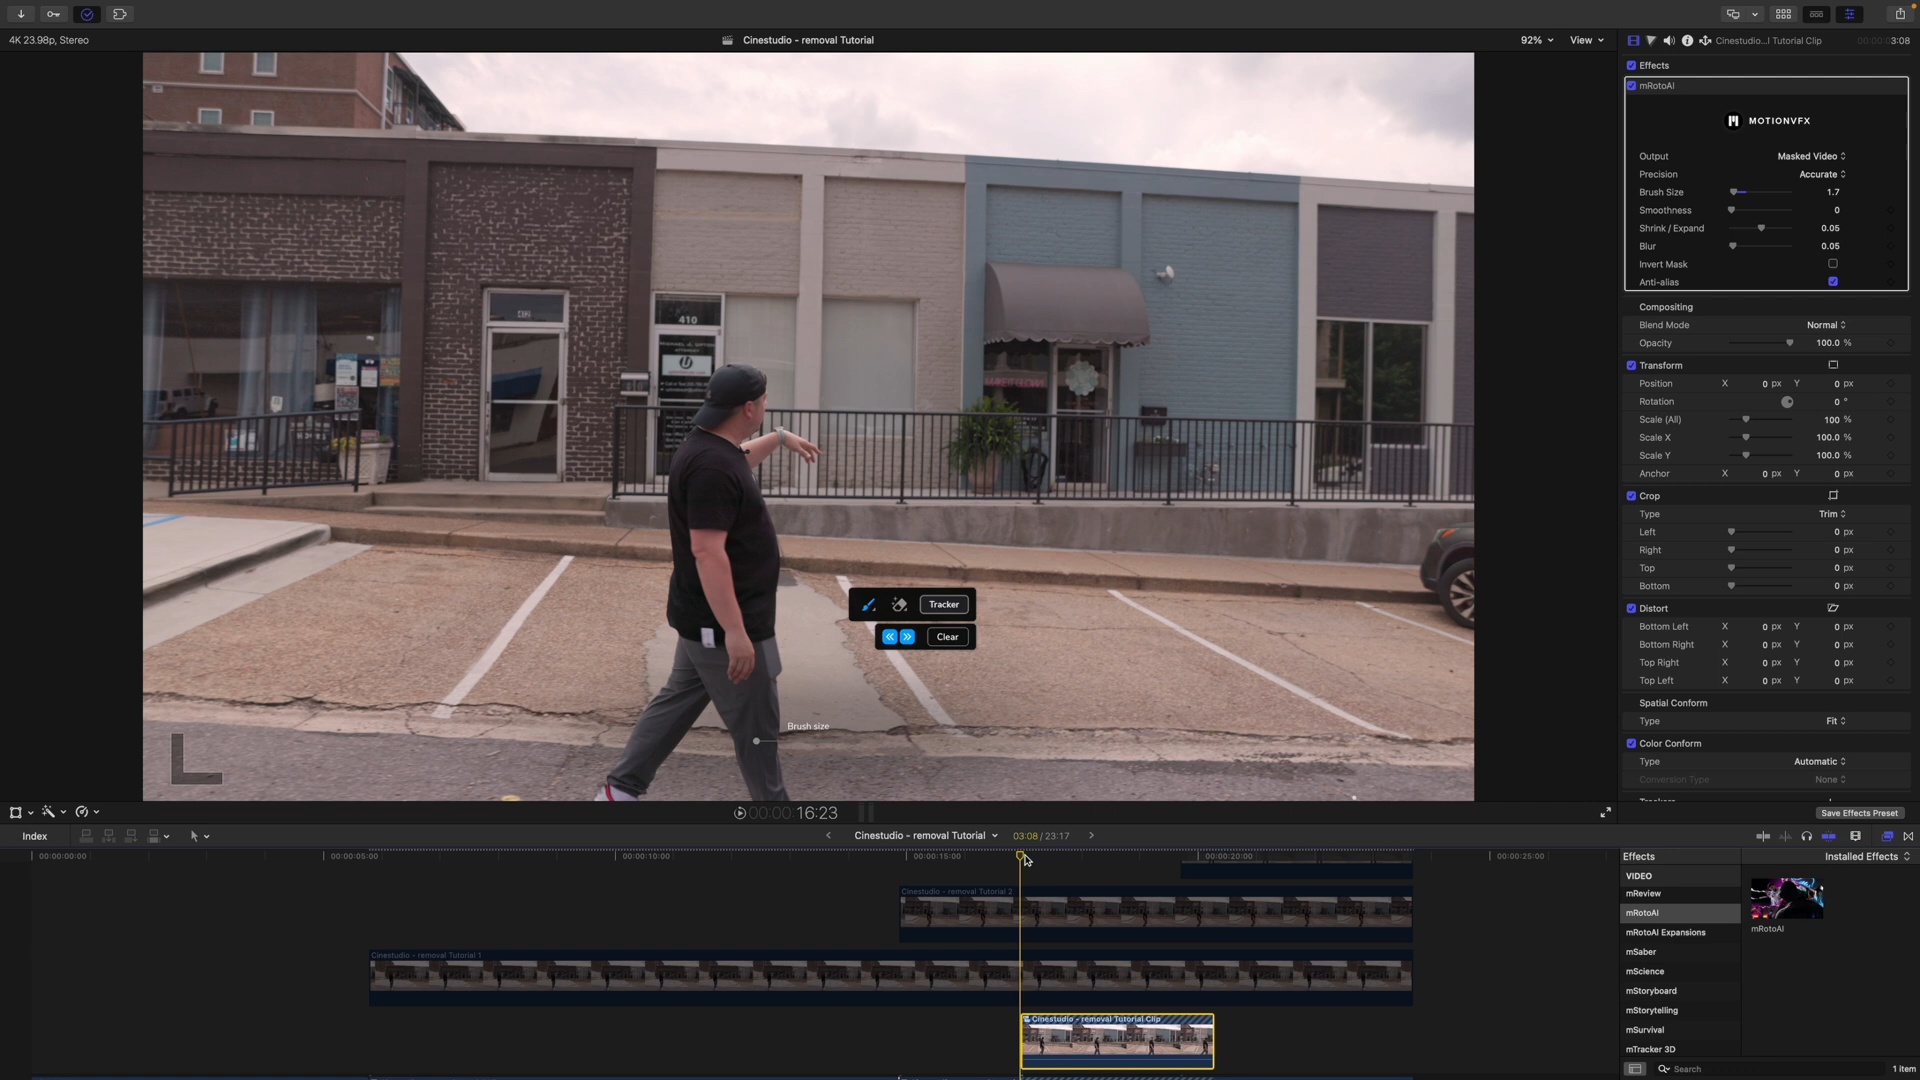 4K 23.98p, Stereo
Cinestudio - removal Tutorial
92%
View
Cinestudio...l Tutorial Clip
00:00:03:08
Effects
mRotoAI
MOTIONVFX
Output
Masked Video
Precision
Accurate
Brush Size
1.7
Smoothness
0
Shrink / Expand
0.05
Blur
0.05
Invert Mask
Anti-alias
Compositing
Blend Mode
Normal
Opacity
100.0 %
Transform
Position
X 0 px Y 0 px
Rotation
0 °
Scale (All)
100 %
Scale X
100.0 %
Scale Y
100.0 %
Anchor
X 0 px Y 0 px
Crop
Type
Trim
Left
0 px
Right
0 px
Top
0 px
Bottom
0 px
Distort
Bottom Left
X 0 px Y 0 px
Bottom Right
X 0 px Y 0 px
Top Right
X 0 px Y 0 px
Top Left
X 0 px Y 0 px
Spatial Conform
Type
Fit
Color Conform
Type
Automatic
Conversion Type
None
Save Effects Preset
412
410
Tracker
Clear
Brush size
00:00:16:23
Index
Cinestudio - removal Tutorial
03:08 / 23:17
00:00:00:00
00:00:05:00
00:00:10:00
00:00:15:00
00:00:20:00
00:00:25:00
Cinestudio - removal Tutorial 2
Cinestudio - removal Tutorial 1
Cinestudio - removal Tutorial Clip
Effects
Installed Effects
VIDEO
mReview
mRotoAI
mRotoAI Expansions
mSaber
mScience
mStoryboard
mStorytelling
mSurvival
mTracker 3D
mRotoAI
Search
1 item